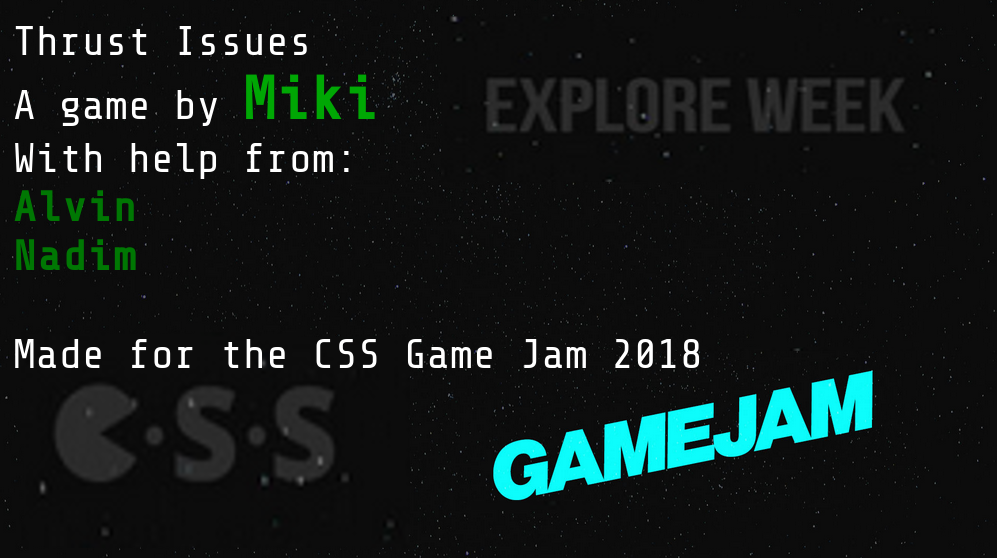 Thrust Issues
A game by Miki
EXPLORE WEEK
With help from:
Alvin
Nadim
Made for the CSS Game Jam 2018
C·S·S
GAMEJAM